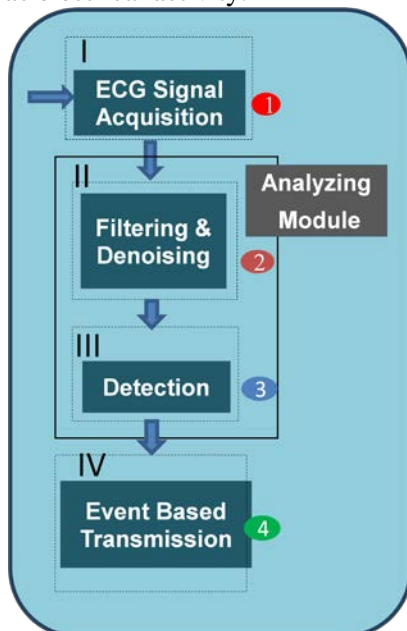 I
ECG Signal
Acquisition
1
II
Analyzing
Module
Filtering &
Denoising
2
III
Detection
3
IV
Event Based
Transmission
4